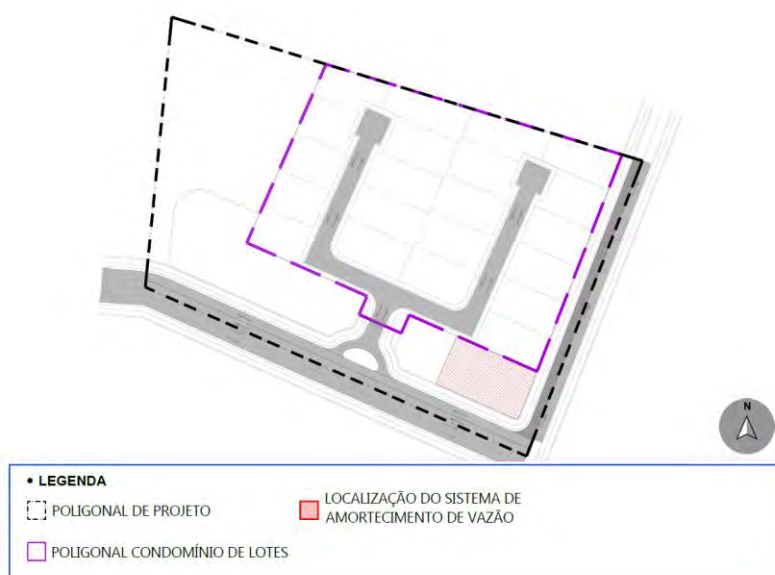 N
• LEGENDA
POLIGONAL DE PROJETO
LOCALIZAÇÃO DO SISTEMA DE
AMORTECIMENTO DE VAZÃO
POLIGONAL CONDOMÍNIO DE LOTES